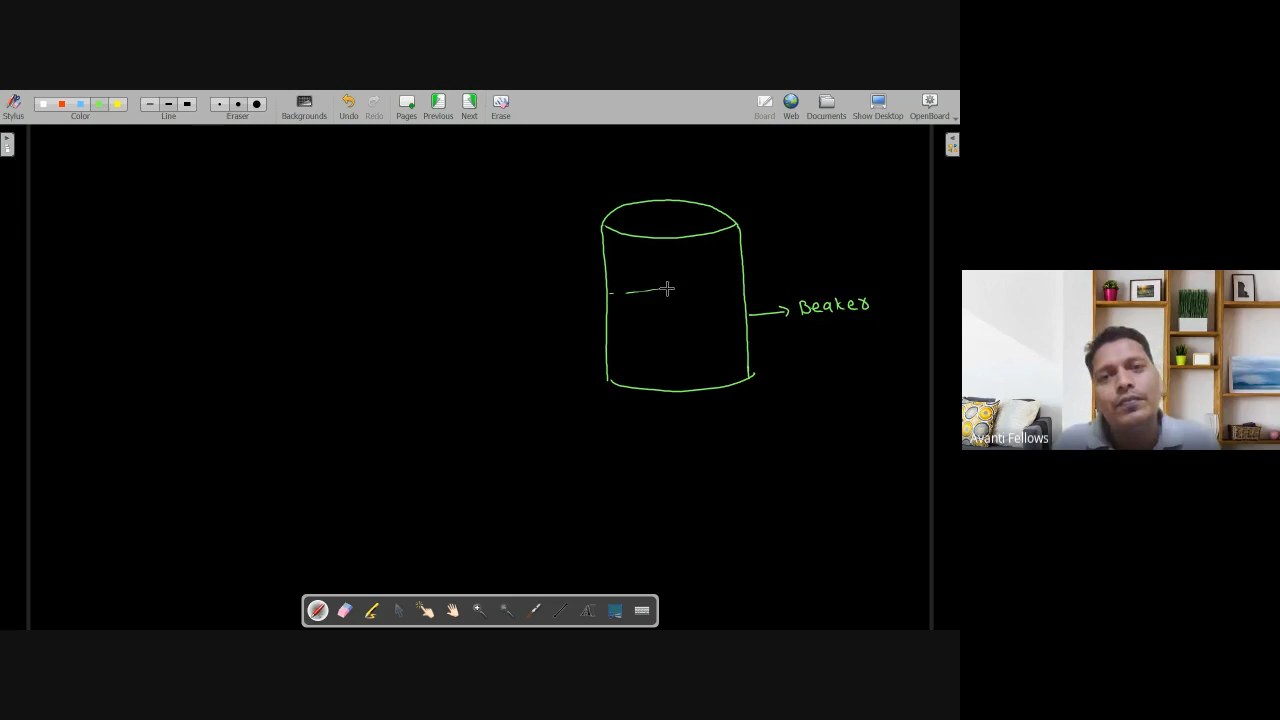 Stylus
Color
Line
Eraser
Backgrounds
Undo
Redo
Pages
Previous
Next
Erase
Board
Web
Documents
Show Desktop
OpenBoard
Beaker
Avanti Fellows